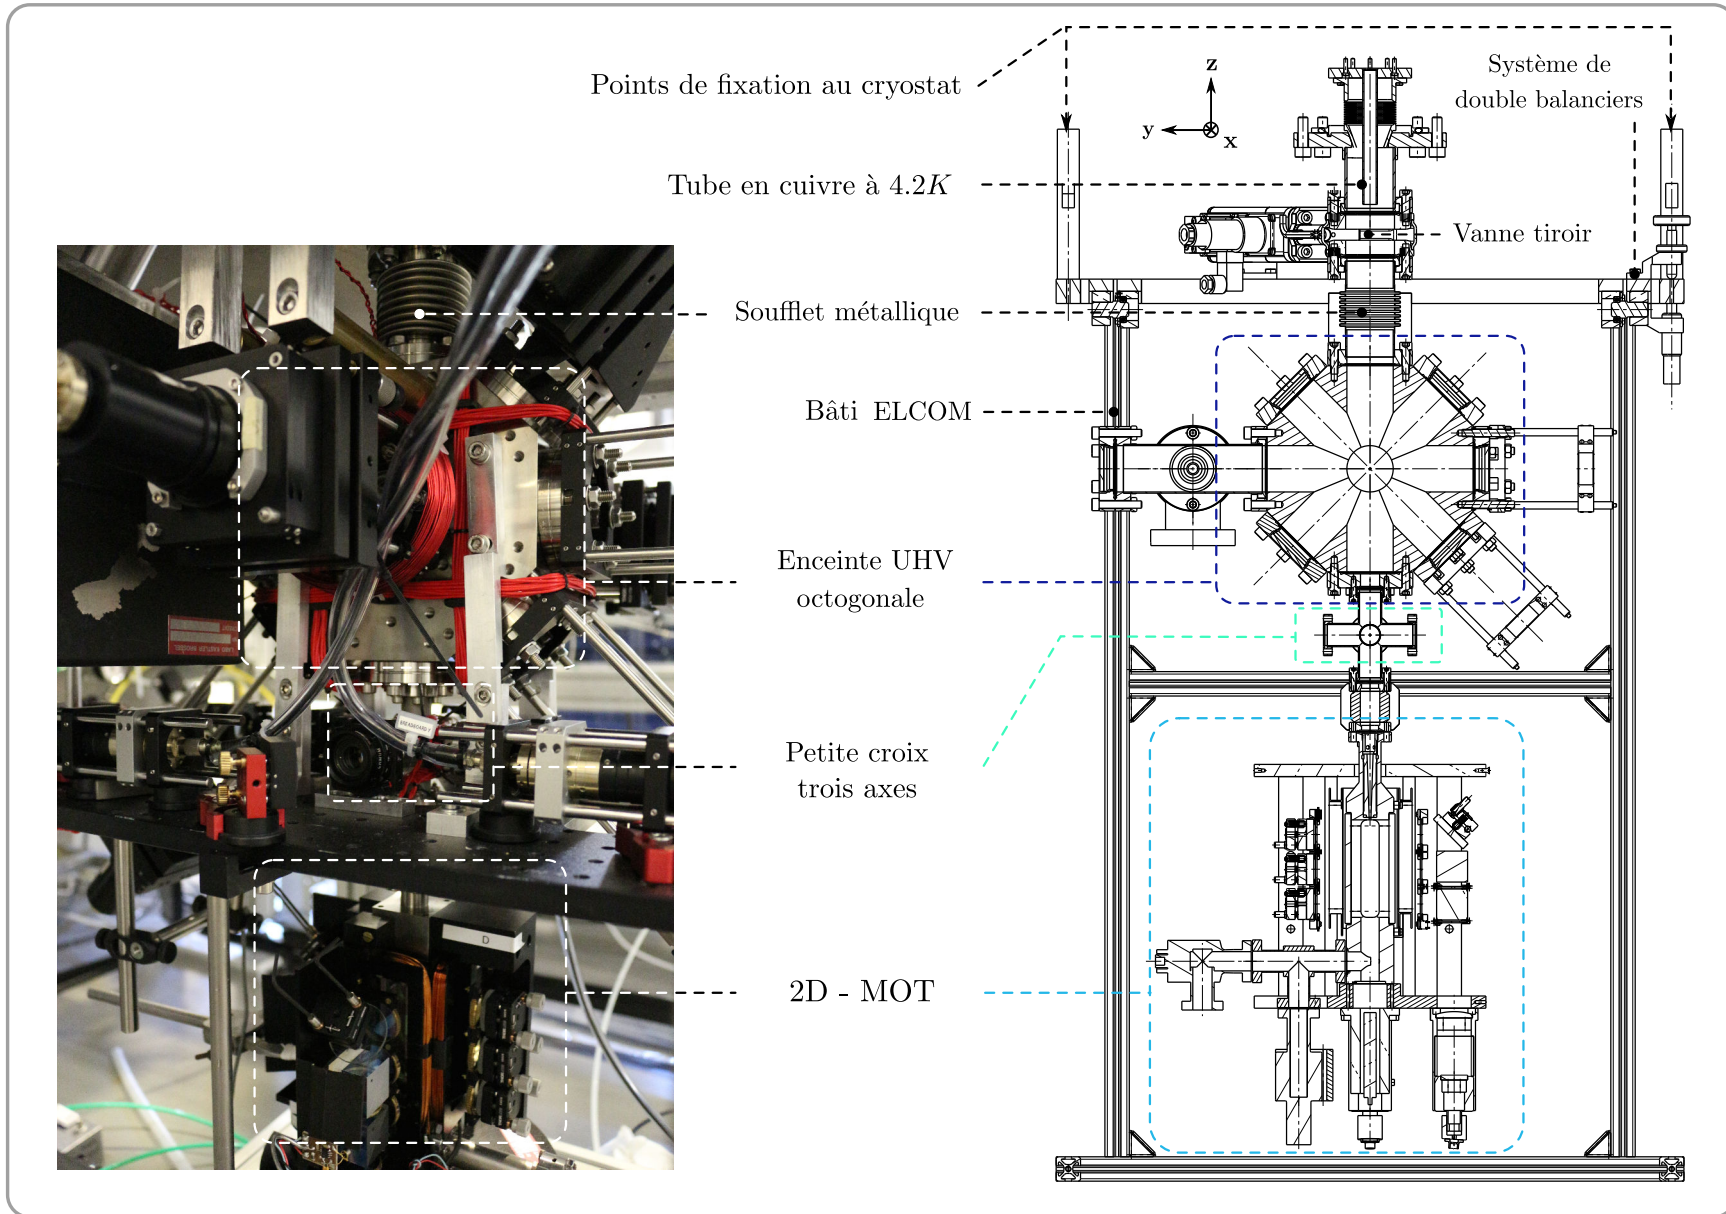 Points de fixation au cryostat
Système de
double balanciers
z
y
x
Tube en cuivre à 4.2K
Vanne tiroir
Soufflet métallique
Bâti ELCOM
Enceinte UHV
octogonale
Petite croix
trois axes
2D - MOT
D